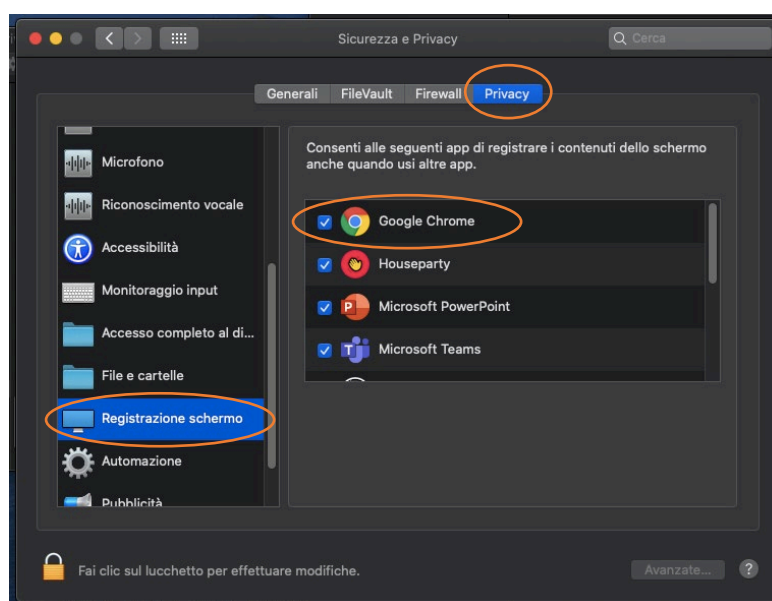 Sicurezza e Privacy
Cerca
Generali FileVault Firewall Privacy
Consenti alle seguenti app di registrare i contenuti dello schermo
anche quando usi altre app.
Microfono
Riconoscimento vocale
Accessibilità
Monitoraggio input
Accesso completo al di...
File e cartelle
Registrazione schermo
Automazione
Pubblicità
Google Chrome
Houseparty
Microsoft PowerPoint
Microsoft Teams
Fai clic sul lucchetto per effettuare modifiche.
Avanzate...
?